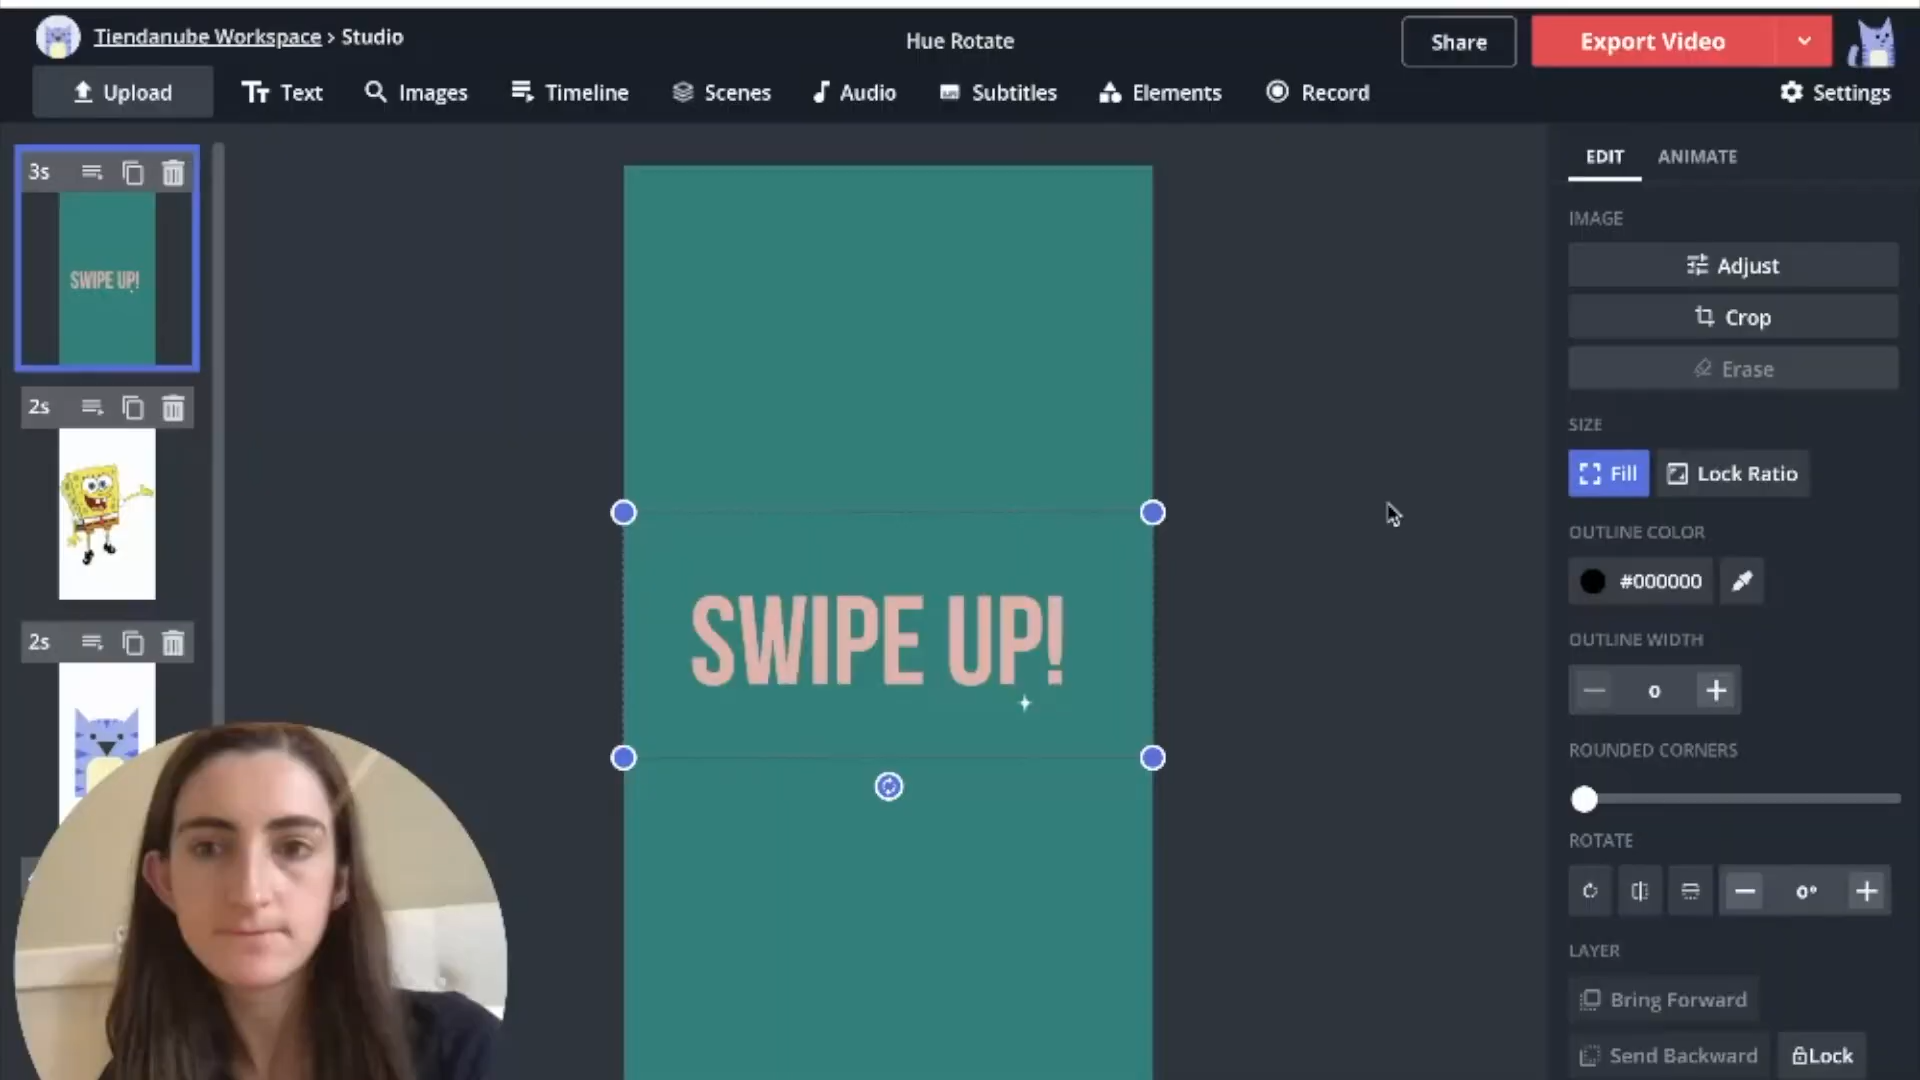 Tiendanube Workspace › Studio
Hue Rotate
Share
Export Video
Upload
Text
Images
Timeline
Scenes
Audio
Subtitles
Elements
Record
Settings
3s
SWIPE UP!
2s
2s
SWIPE UP!
EDIT
ANIMATE
IMAGE
Adjust
Crop
Erase
SIZE
Fill
Lock Ratio
OUTLINE COLOR
#000000
OUTLINE WIDTH
0
ROUNDED CORNERS
ROTATE
0°
LAYER
Bring Forward
Send Backward
Lock